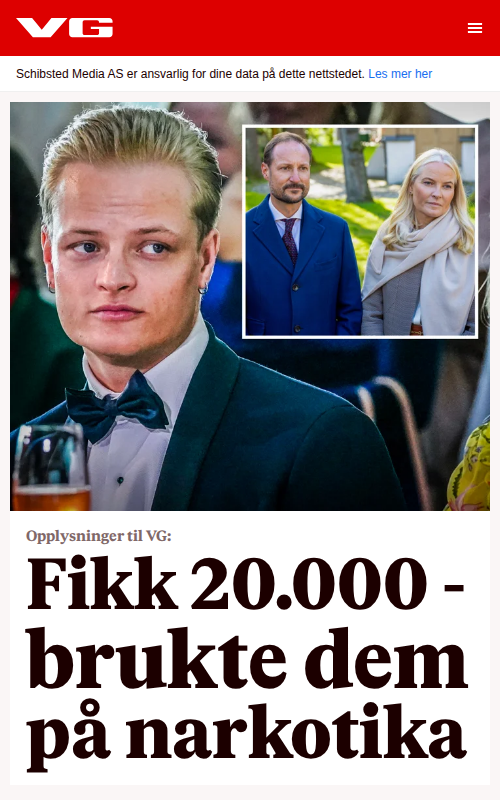 VG
Schibsted Media AS er ansvarlig for dine data på dette nettstedet. Les mer her
Opplysninger til VG:
Fikk 20.000 -
brukte dem
på narkotika